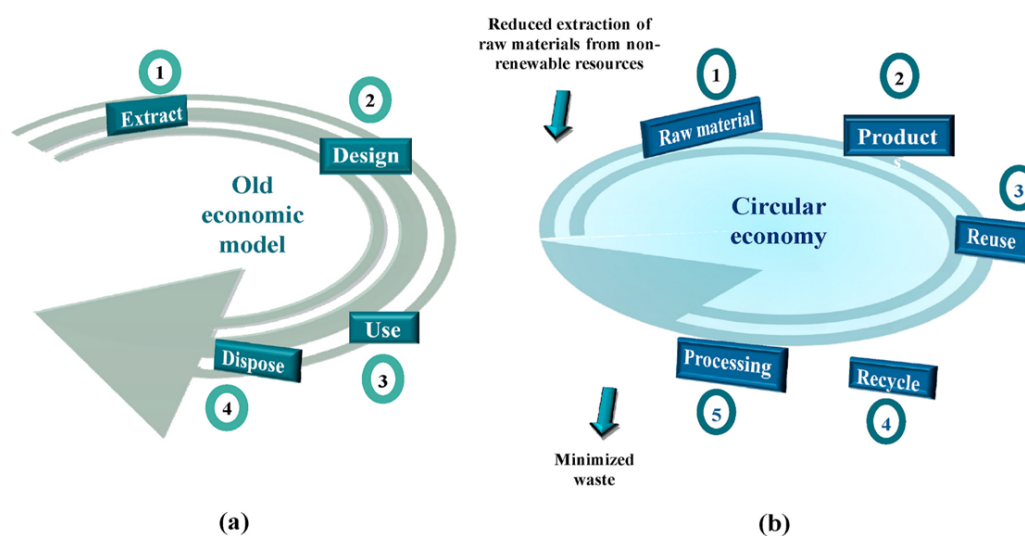 1
Extract
2
Design
Old
economic
model
Use
3
Dispose
4
(a)
Reduced extraction of
raw materials from non-
renewable resources
1
Raw material
2
Product
3
Reuse
Circular
economy
Processing
5
Recycle
4
Minimized
waste
(b)